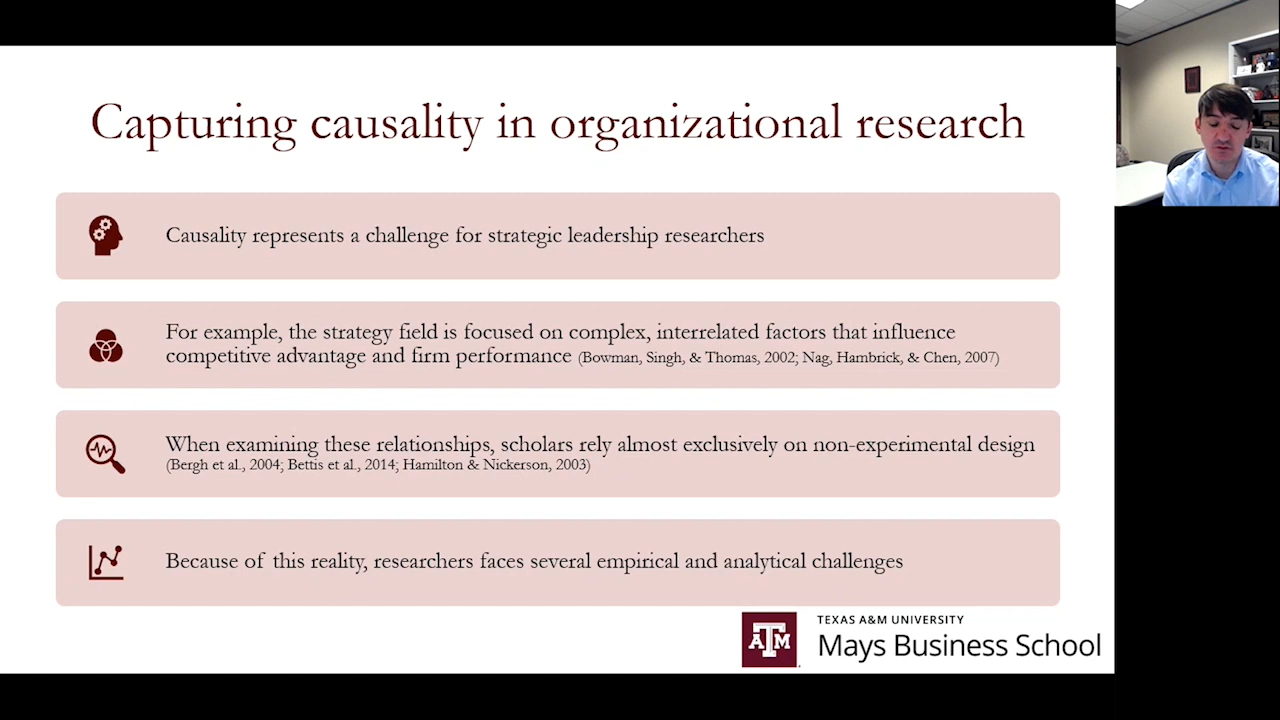 Capturing causality in organizational research
Causality represents a challenge for strategic leadership researchers
For example, the strategy field is focused on complex, interrelated factors that influence
competitive advantage and firm performance (Bowman, Singh, & Thomas, 2002; Nag, Hambrick, & Chen, 2007)
When examining these relationships, scholars rely almost exclusively on non-experimental design
(Bergh et al., 2004; Bettis et al., 2014; Hamilton & Nickerson, 2003)
Because of this reality, researchers faces several empirical and analytical challenges
ATM
TEXAS A&M UNIVERSITY
Mays Business School